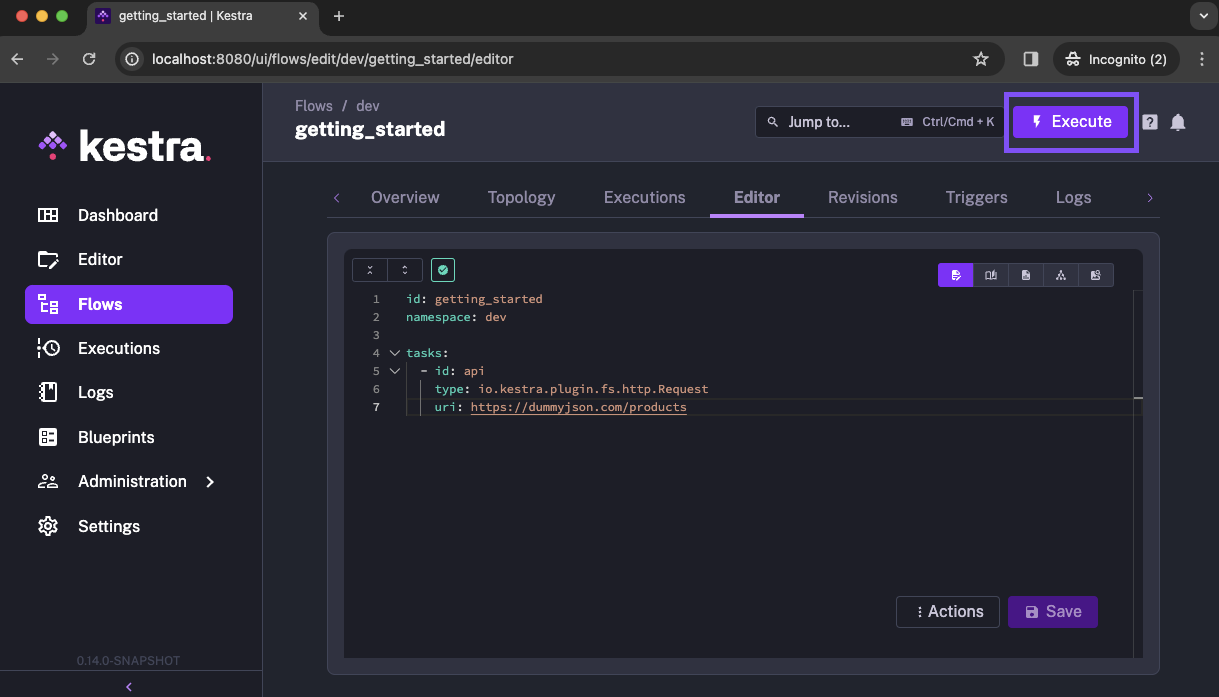 getting_started | Kestra
localhost:8080/ui/flows/edit/dev/getting_started/editor
Incognito (2)
kestra.
Dashboard
Editor
Flows
Executions
Logs
Blueprints
Administration
Settings
0.14.0-SNAPSHOT
Flows / dev
getting_started
Jump to... Ctrl/Cmd + K
Execute
?
Overview Topology Executions Editor Revisions Triggers Logs
1 id: getting_started
2 namespace: dev
3
4 tasks:
5 - id: api
6 type: io.kestra.plugin.fs.http.Request
7 uri: https://dummyjson.com/products
Actions Save